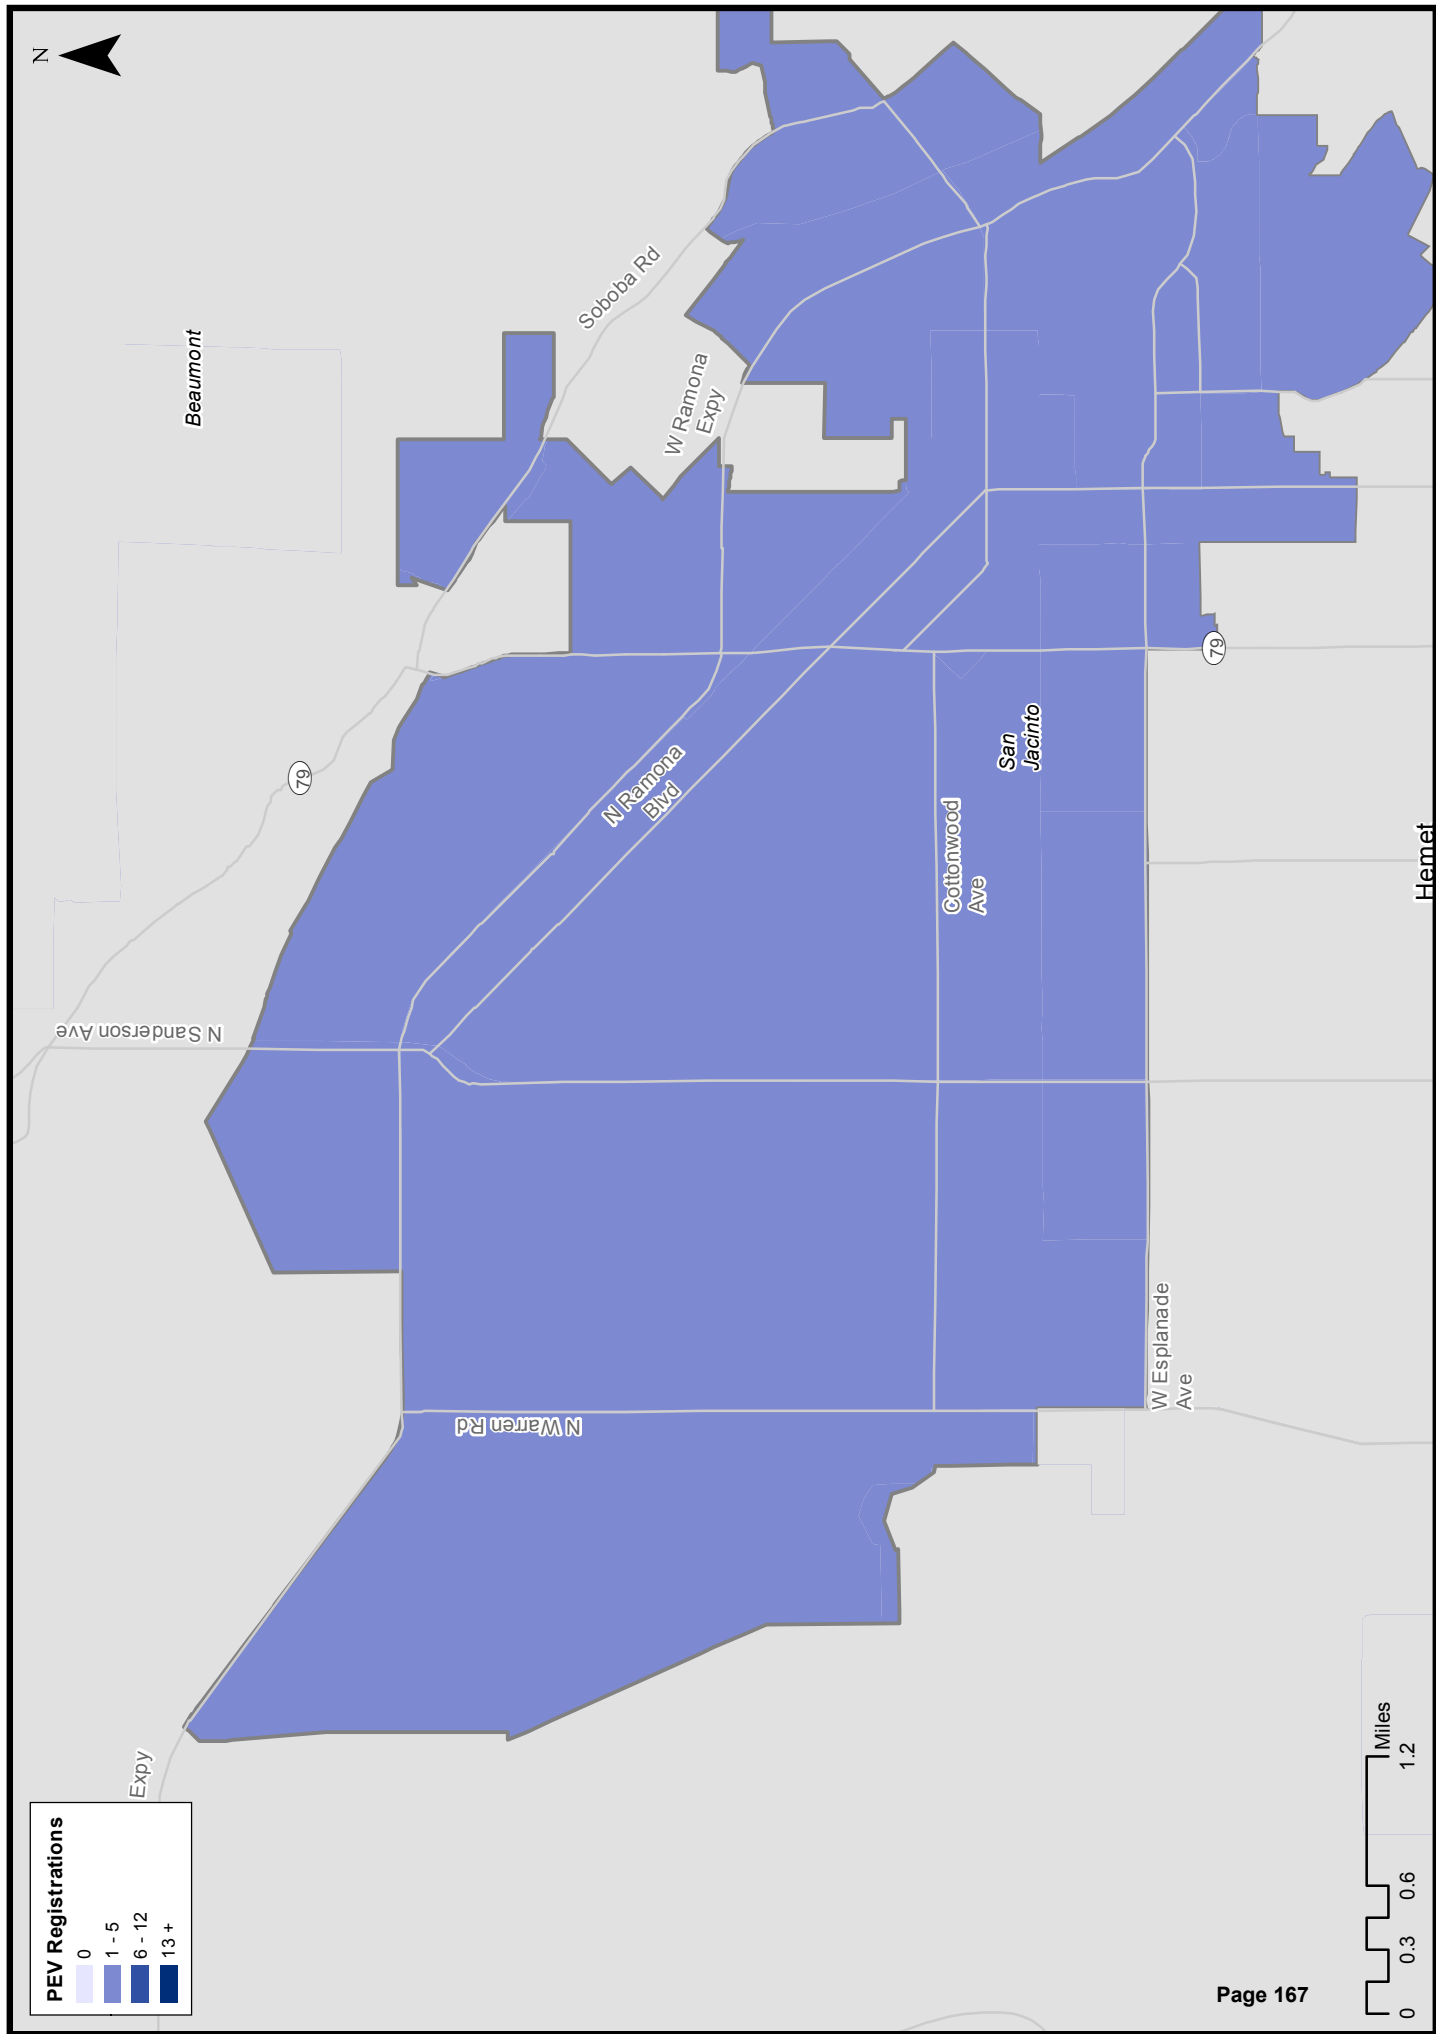 N
PEV Registrations
0
1 - 5
6 - 12
13 +
Expy
N Sanderson Ave
79
Beaumont
Soboba Rd
W Ramona
Expy
N Ramona
Blvd
N Warren Rd
Cottonwood
Ave
San
Jacinto
79
W Esplanade
Ave
Hemet
Page 167
0 0.3 0.6 1.2
Miles